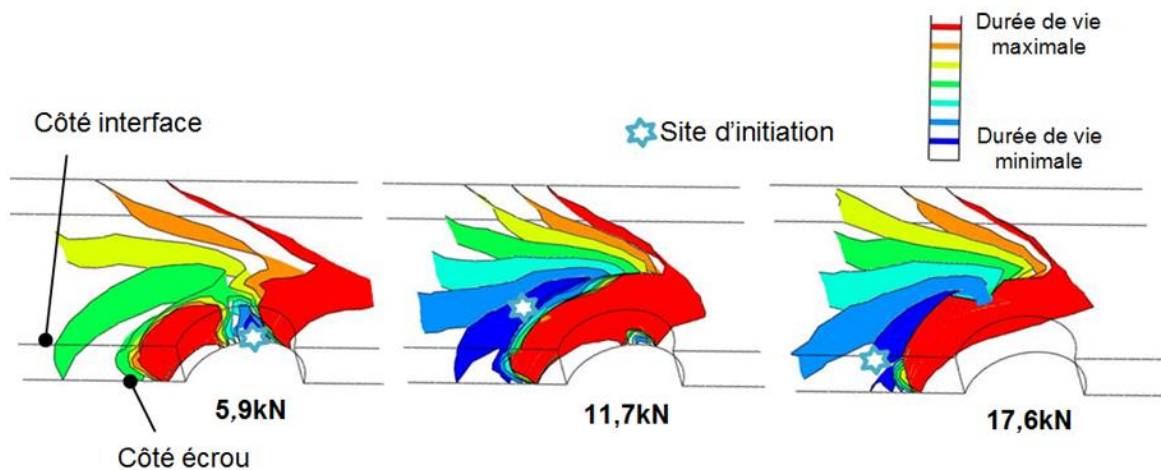 Durée de vie
maximale
Côté interface
Site d'initiation
Durée de vie
minimale
5,9kN
11,7kN
17,6kN
Côté écrou